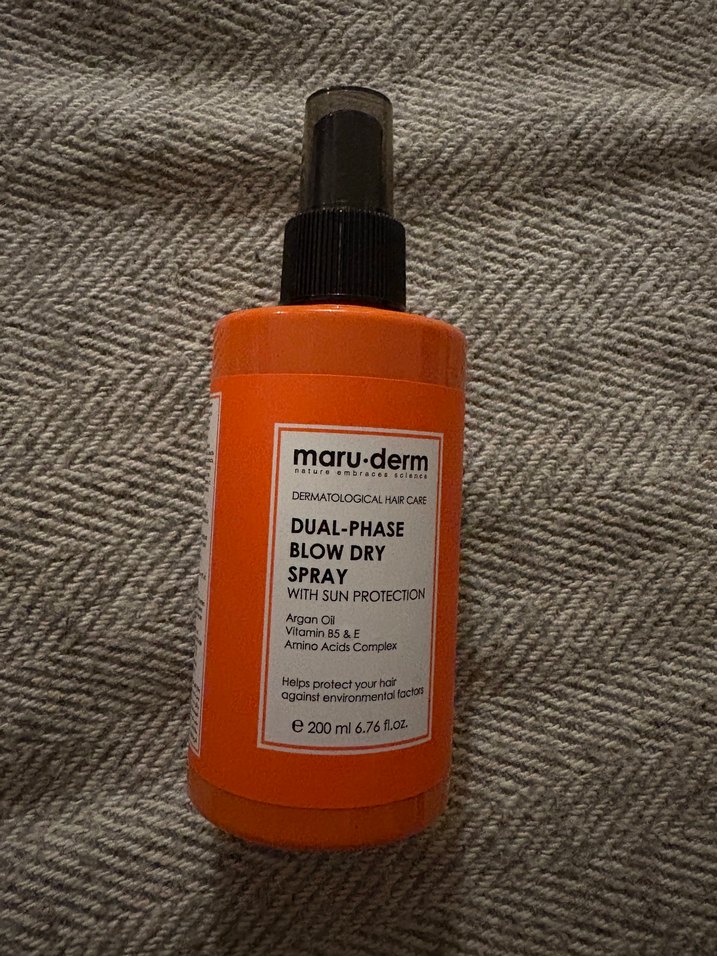 maru·derm
nature embraces science
DERMATOLOGICAL HAIR CARE
DUAL-PHASE
BLOW DRY
SPRAY
WITH SUN PROTECTION
Argan Oil
Vitamin B5 & E
Amino Acids Complex
Helps protect your hair
against environmental factors
℮ 200 ml 6.76 fl.oz.